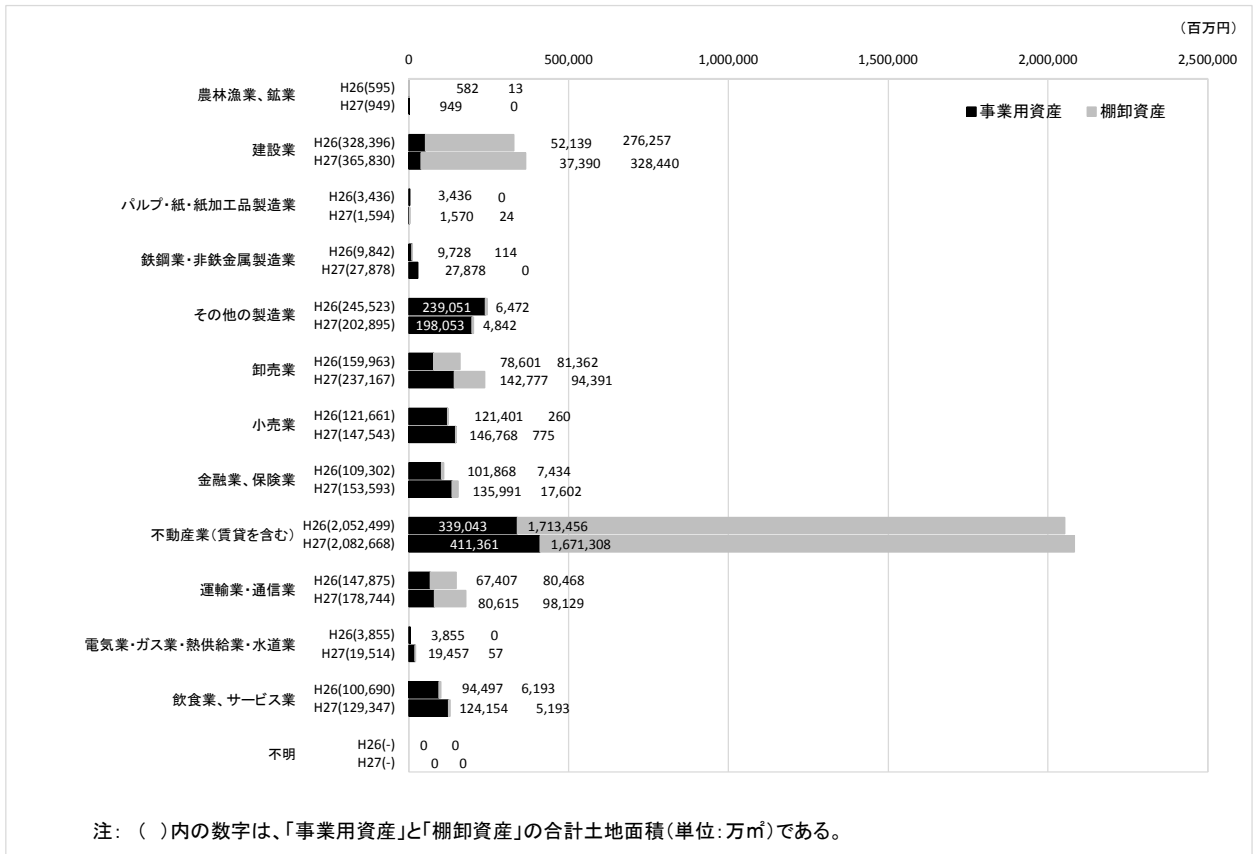 (百万円)
0 500,000 1,000,000 1,500,000 2,000,000 2,500,000
■事業用資産 ■棚卸資産
農林漁業、鉱業
H26(595) 582 13
H27(949) 949 0
建設業
H26(328,396) 52,139 276,257
H27(365,830) 37,390 328,440
パルプ・紙・紙加工品製造業
H26(3,436) 3,436 0
H27(1,594) 1,570 24
鉄鋼業・非鉄金属製造業
H26(9,842) 9,728 114
H27(27,878) 27,878 0
その他の製造業
H26(245,523) 239,051 6,472
H27(202,895) 198,053 4,842
卸売業
H26(159,963) 78,601 81,362
H27(237,167) 142,777 94,391
小売業
H26(121,661) 121,401 260
H27(147,543) 146,768 775
金融業、保険業
H26(109,302) 101,868 7,434
H27(153,593) 135,991 17,602
不動産業(賃貸を含む)
H26(2,052,499) 339,043 1,713,456
H27(2,082,668) 411,361 1,671,308
運輸業・通信業
H26(147,875) 67,407 80,468
H27(178,744) 80,615 98,129
電気業・ガス業・熱供給業・水道業
H26(3,855) 3,855 0
H27(19,514) 19,457 57
飲食業、サービス業
H26(100,690) 94,497 6,193
H27(129,347) 124,154 5,193
不明
H26(-) 0 0
H27(-) 0 0
注: ( )内の数字は、「事業用資産」と「棚卸資産」の合計土地面積(単位:万㎡)である。